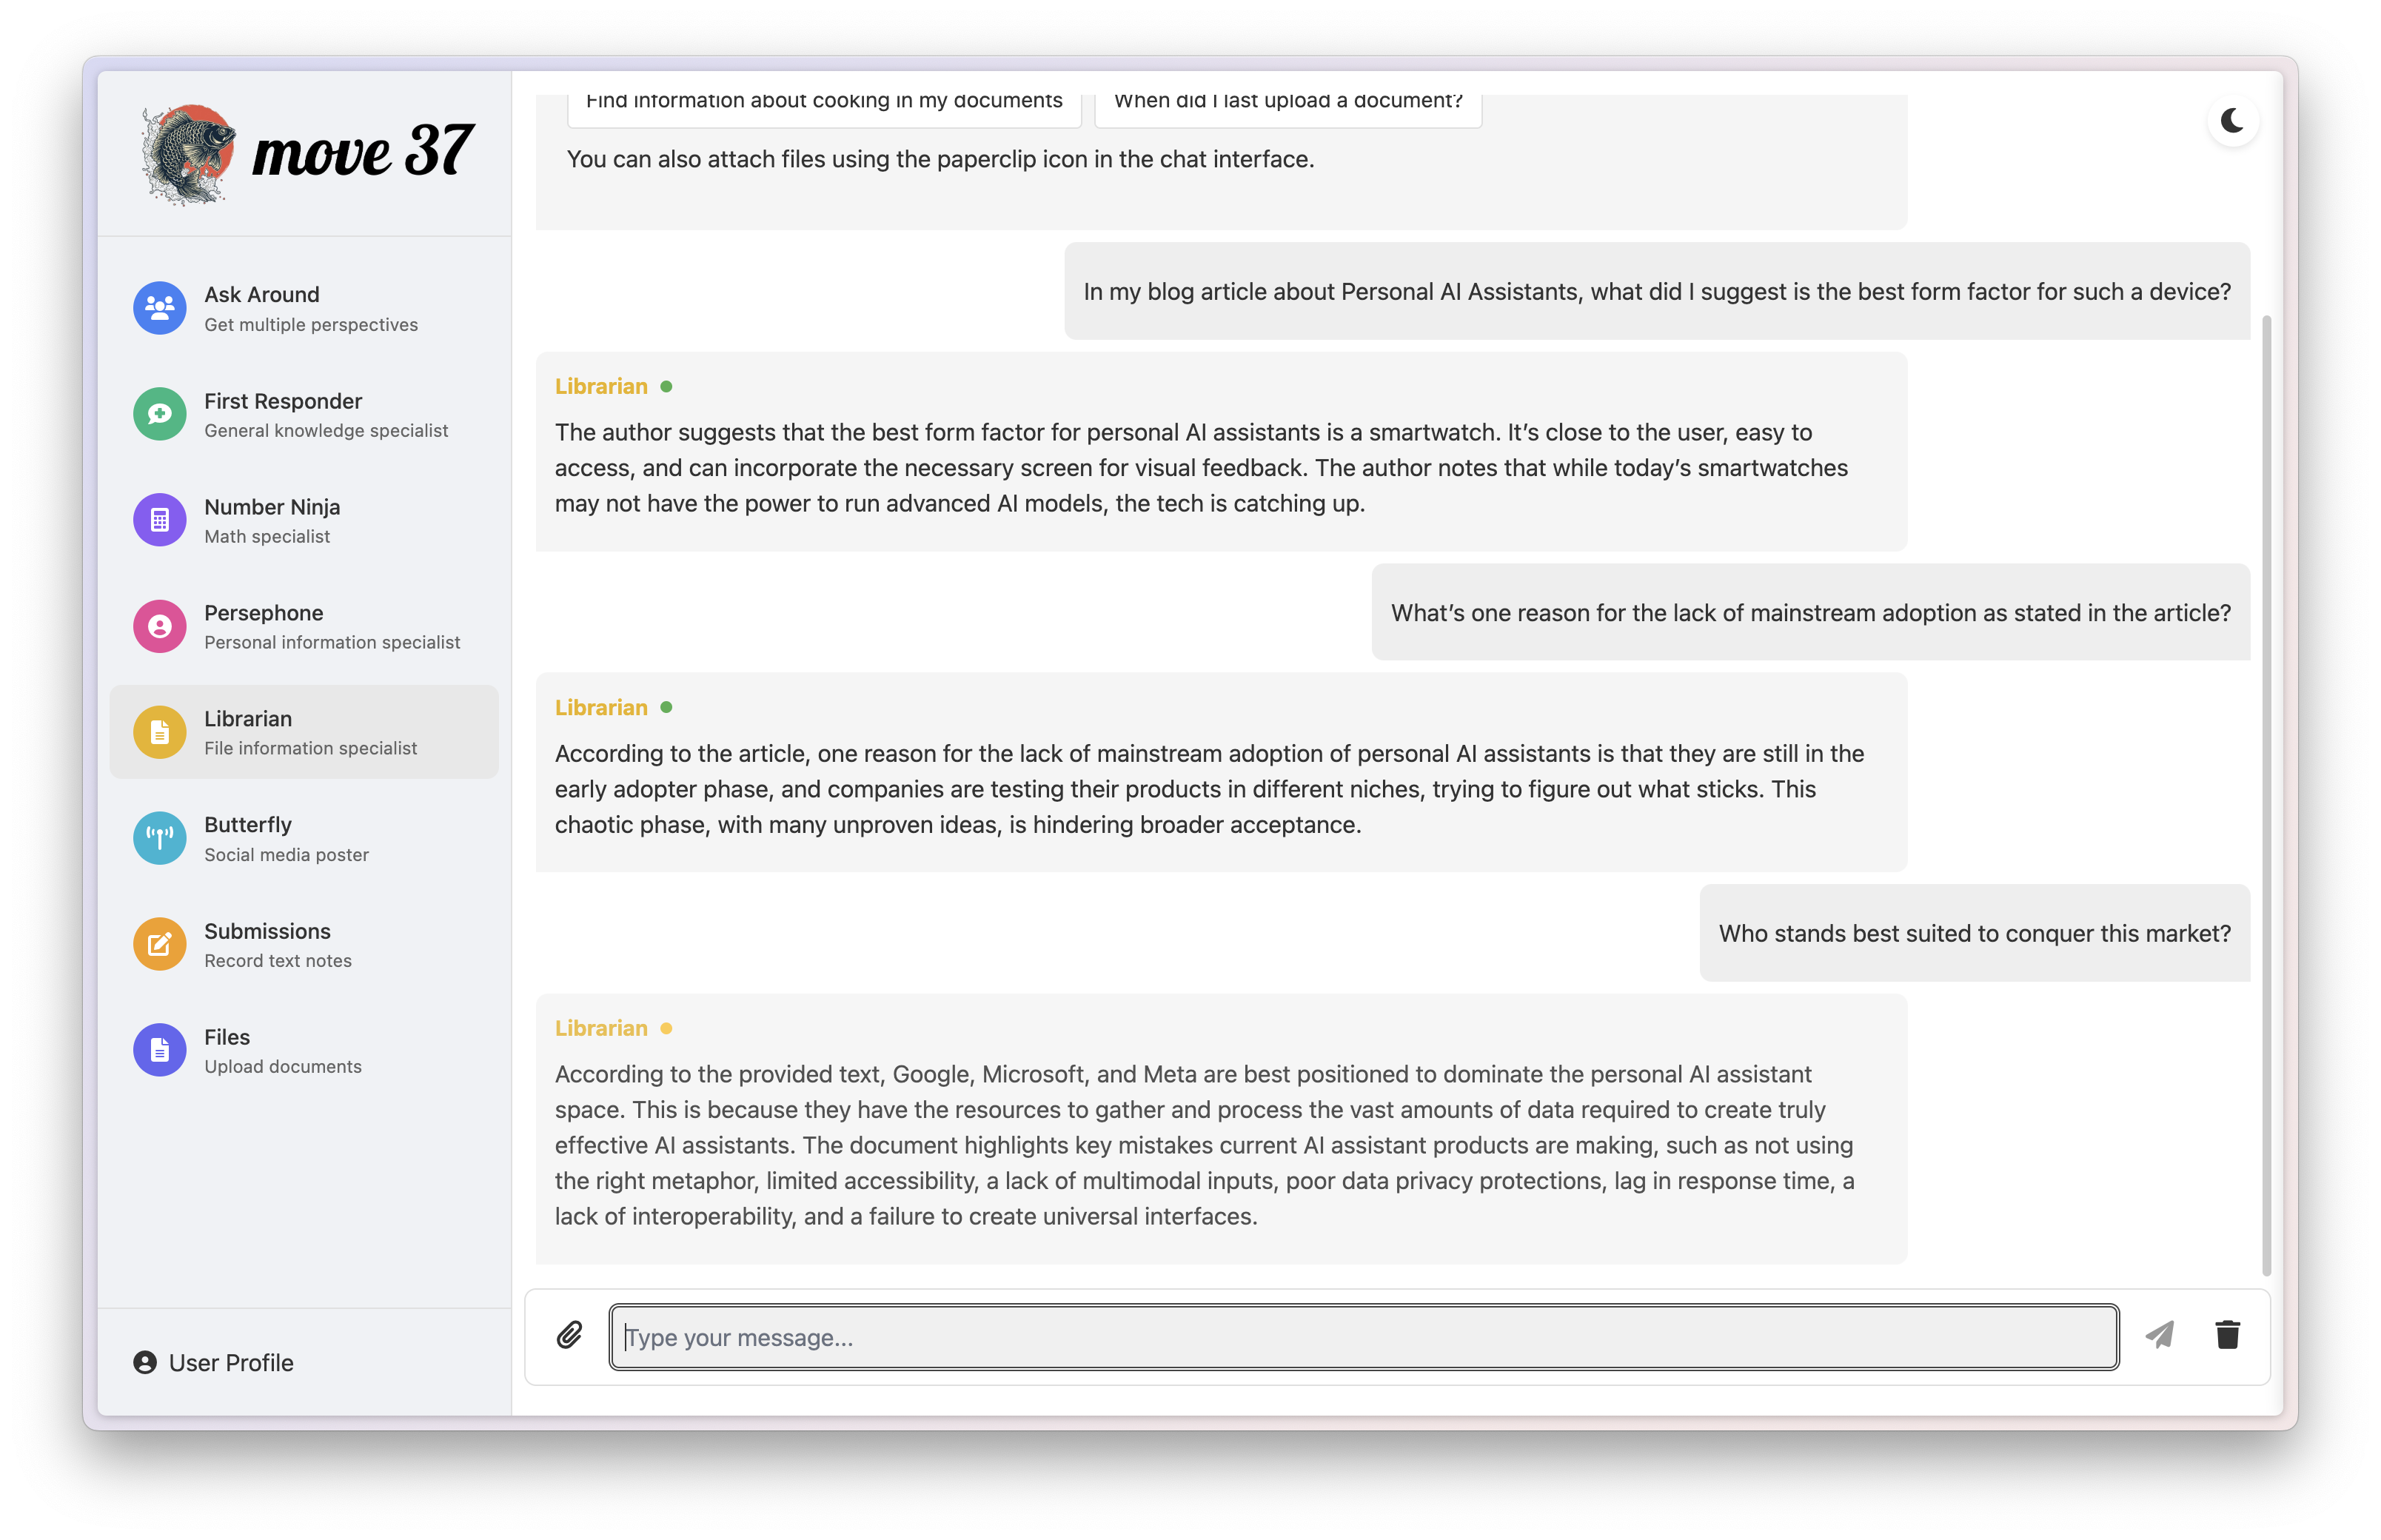 move 37
Ask Around
Get multiple perspectives
First Responder
General knowledge specialist
Number Ninja
Math specialist
Persephone
Personal information specialist
Librarian
File information specialist
Butterfly
Social media poster
Submissions
Record text notes
Files
Upload documents
User Profile
Find information about cooking in my documents
When did I last upload a document?
You can also attach files using the paperclip icon in the chat interface.
In my blog article about Personal AI Assistants, what did I suggest is the best form factor for such a device?
Librarian
The author suggests that the best form factor for personal AI assistants is a smartwatch. It’s close to the user, easy to
access, and can incorporate the necessary screen for visual feedback. The author notes that while today’s smartwatches
may not have the power to run advanced AI models, the tech is catching up.
What’s one reason for the lack of mainstream adoption as stated in the article?
Librarian
According to the article, one reason for the lack of mainstream adoption of personal AI assistants is that they are still in the
early adopter phase, and companies are testing their products in different niches, trying to figure out what sticks. This
chaotic phase, with many unproven ideas, is hindering broader acceptance.
Who stands best suited to conquer this market?
Librarian
According to the provided text, Google, Microsoft, and Meta are best positioned to dominate the personal AI assistant
space. This is because they have the resources to gather and process the vast amounts of data required to create truly
effective AI assistants. The document highlights key mistakes current AI assistant products are making, such as not using
the right metaphor, limited accessibility, a lack of multimodal inputs, poor data privacy protections, lag in response time, a
lack of interoperability, and a failure to create universal interfaces.
Type your message...